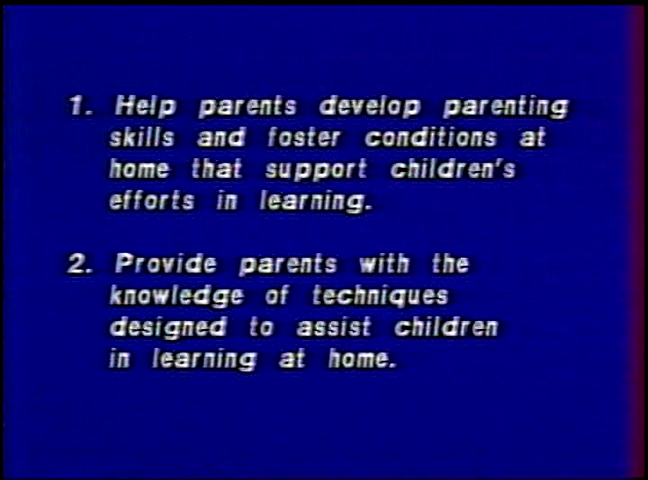 1. Help parents develop parenting
skills and foster conditions at
home that support children's
efforts in learning.
2. Provide parents with the
knowledge of techniques
designed to assist children
in learning at home.